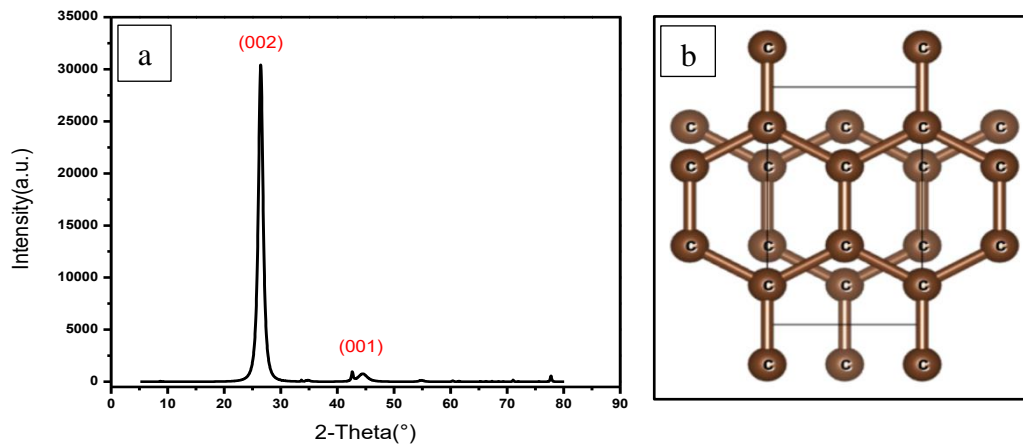 a
(002)
(001)
Intensity(a.u.)
35000
30000
25000
20000
15000
10000
5000
0
0 10 20 30 40 50 60 70 80 90
2-Theta(°)
b
C C
C C C C C
C C C C
C C C C
C C C
C C C